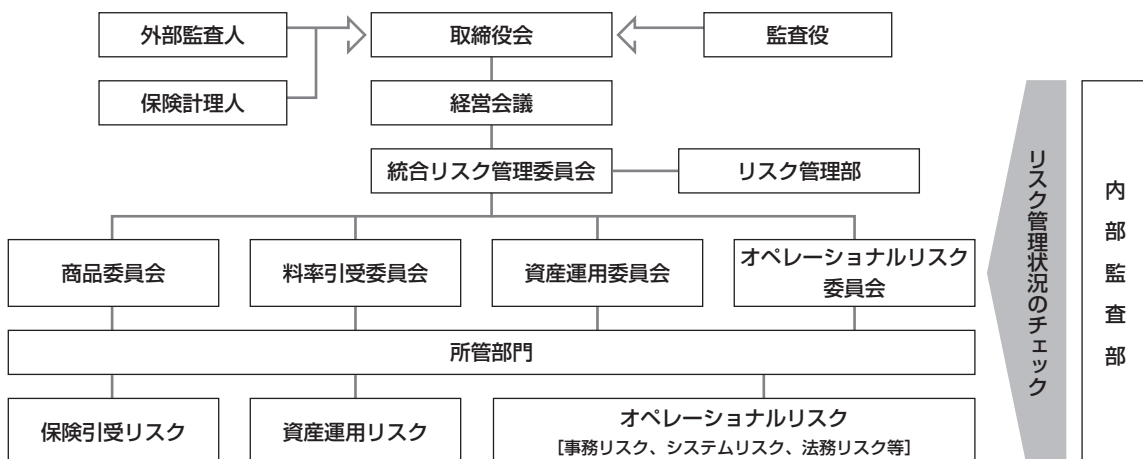 外部監査人
取締役会
監査役
保険計理人
経営会議
統合リスク管理委員会
リスク管理部
商品委員会
料率引受委員会
資産運用委員会
オペレーショナルリスク
委員会
所管部門
保険引受リスク
資産運用リスク
オペレーショナルリスク
[事務リスク、システムリスク、法務リスク等]
リスク管理状況のチェック
内部監査部